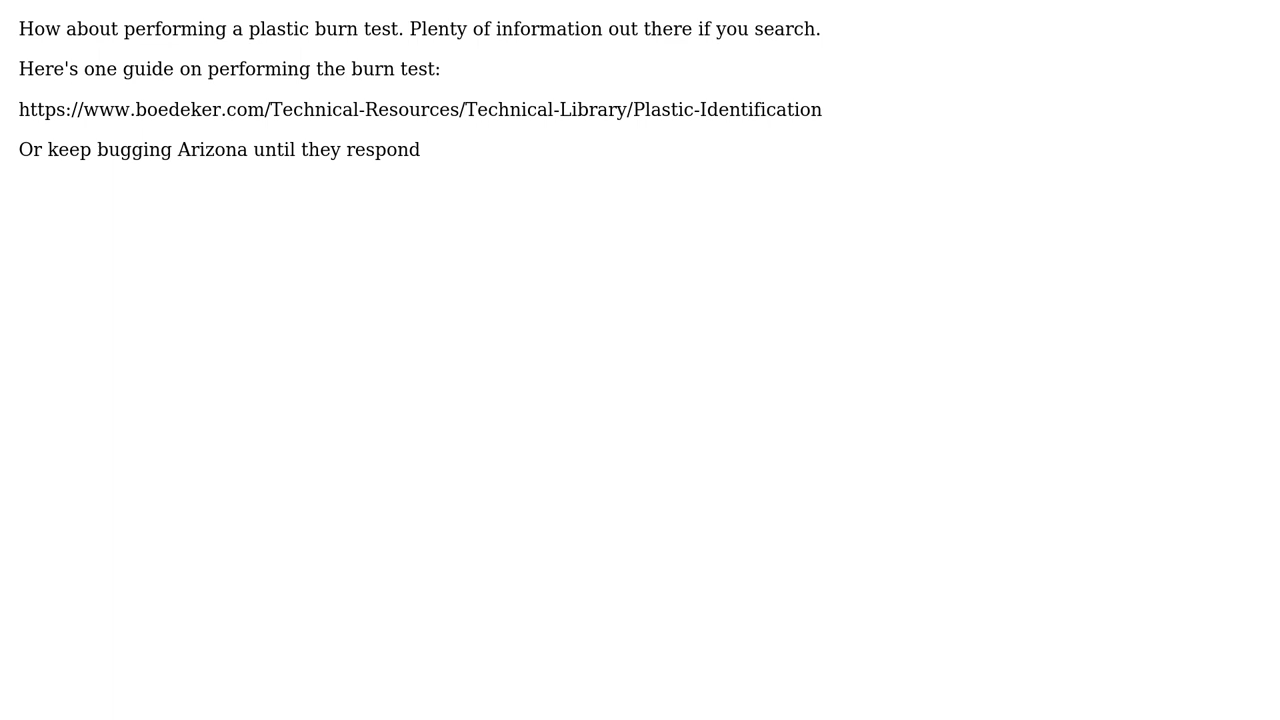 How about performing a plastic burn test. Plenty of information out there if you search.
Here's one guide on performing the burn test:
https://www.boedeker.com/Technical-Resources/Technical-Library/Plastic-Identification
Or keep bugging Arizona until they respond